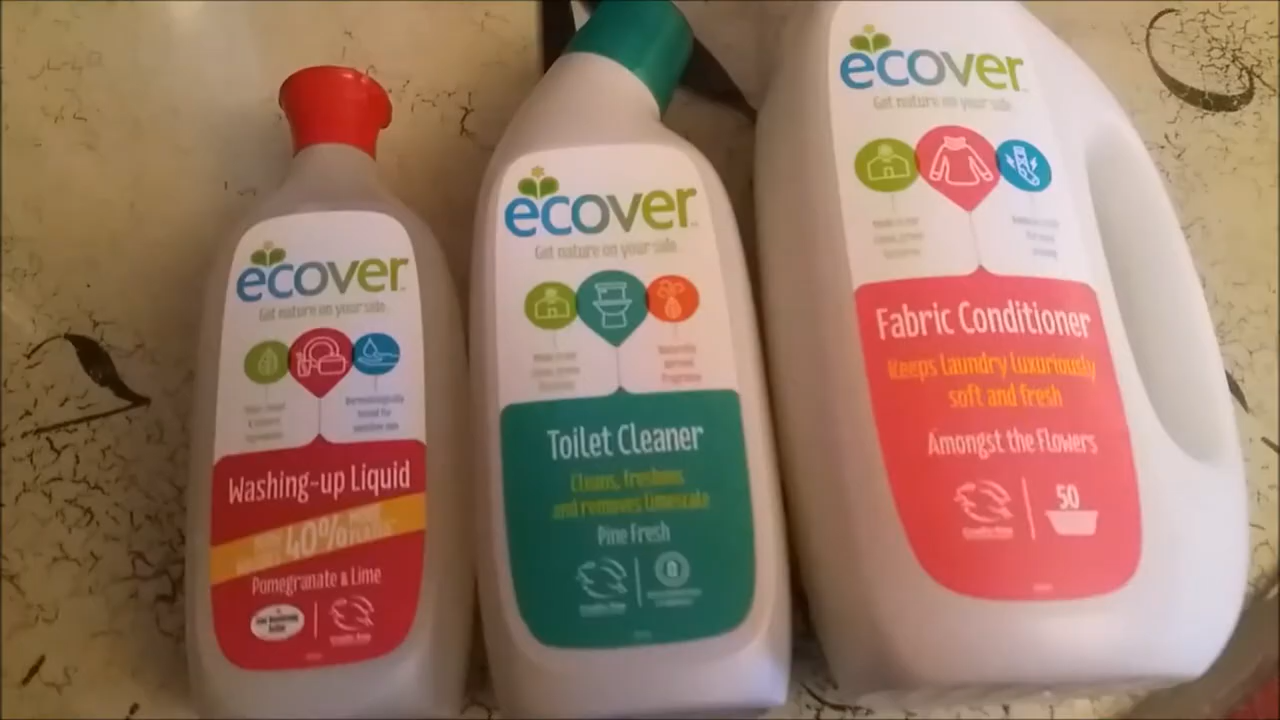 ecover
Get nature on your side
Washing-up Liquid
40%
Pomegranate & Lime
ecover
Get nature on your side
Toilet Cleaner
Cleans, freshens
and removes limescale
Pine Fresh
ecover
Get nature on your side
Fabric Conditioner
Keeps laundry luxuriously
soft and fresh
Amongst the Flowers
50